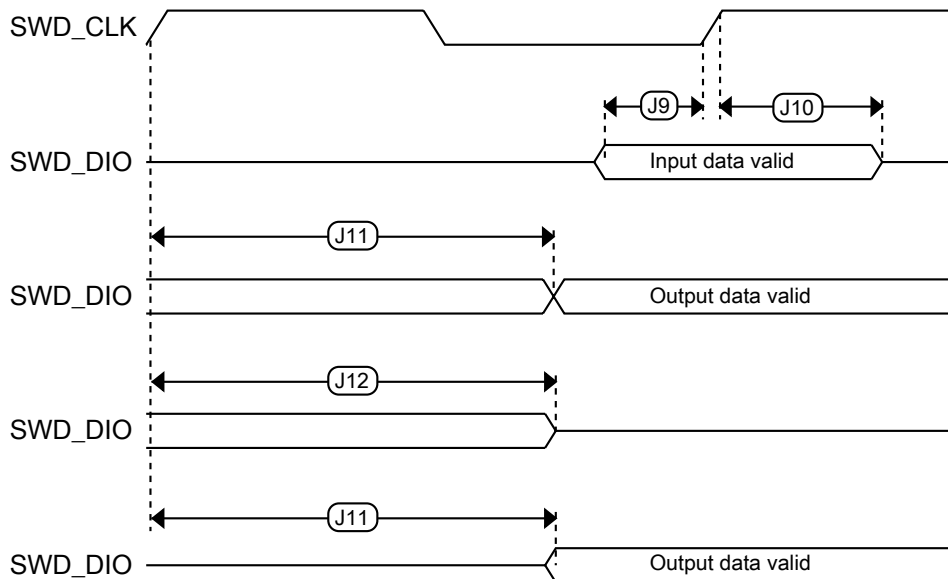 SWD_CLK
J9
J10
SWD_DIO
Input data valid
J11
SWD_DIO
Output data valid
J12
SWD_DIO
J11
SWD_DIO
Output data valid